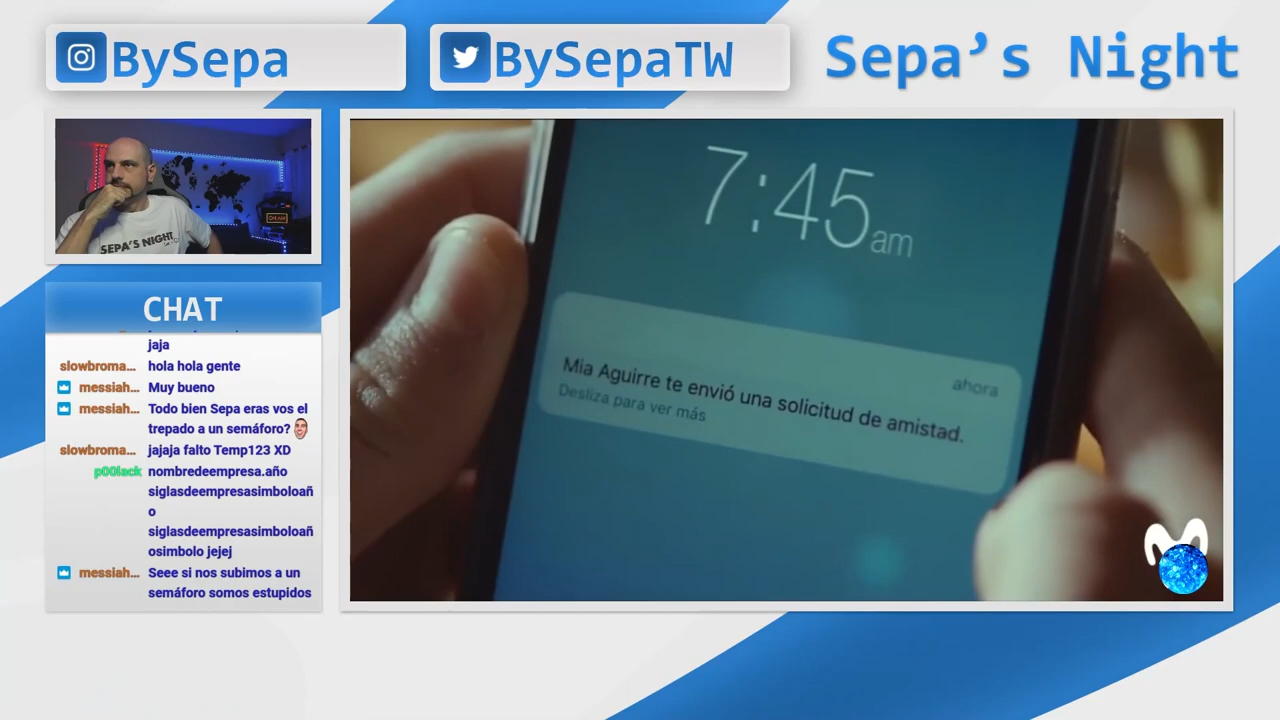 BySepa
BySepaTW
Sepa’s Night
SEPA'S NIGHT
CHAT
jaja
slowbroma... hola hola gente
messiah... Muy bueno
messiah... Todo bien Sepa eras vos el
trepado a un semáforo?
slowbroma... jajaja falto Temp123 XD
p00lack nombredeempresa.año
siglasdeempresasimboloañ
o
siglasdeempresasimboloañ
osimbolo jejej
messiah... Seee si nos subimos a un
semáforo somos estupidos
7:45am
ahora
Mia Aguirre te envió una solicitud de amistad.
Desliza para ver más